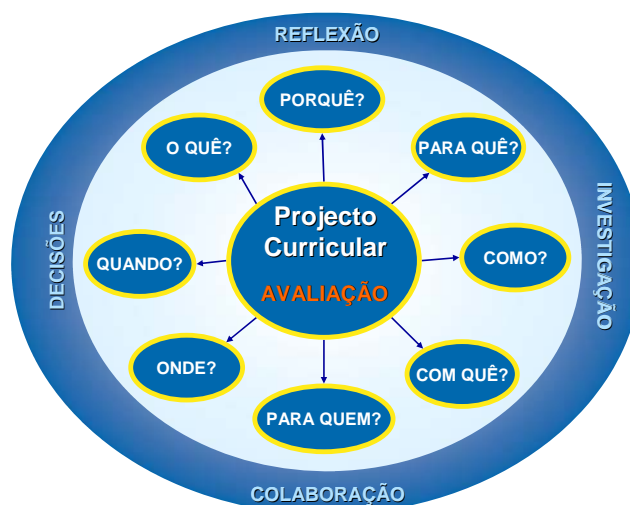 REFLEXÃO
PORQUÊ?
O QUÊ?
PARA QUÊ?
Projecto
Curricular
AVALIAÇÃO
QUANDO?
COMO?
DECISÕES
INVESTIGAÇÃO
ONDE?
COM QUÊ?
PARA QUEM?
COLABORAÇÃO